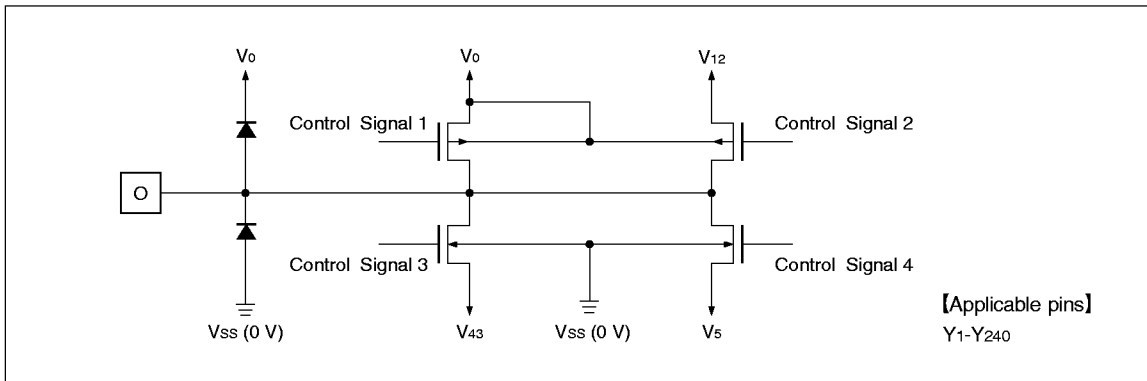 V0 V0 V12
Control Signal 1 Control Signal 2
O
Control Signal 3 Control Signal 4
VSS (0 V) V43 VSS (0 V) V5
【Applicable pins】
Y1-Y240